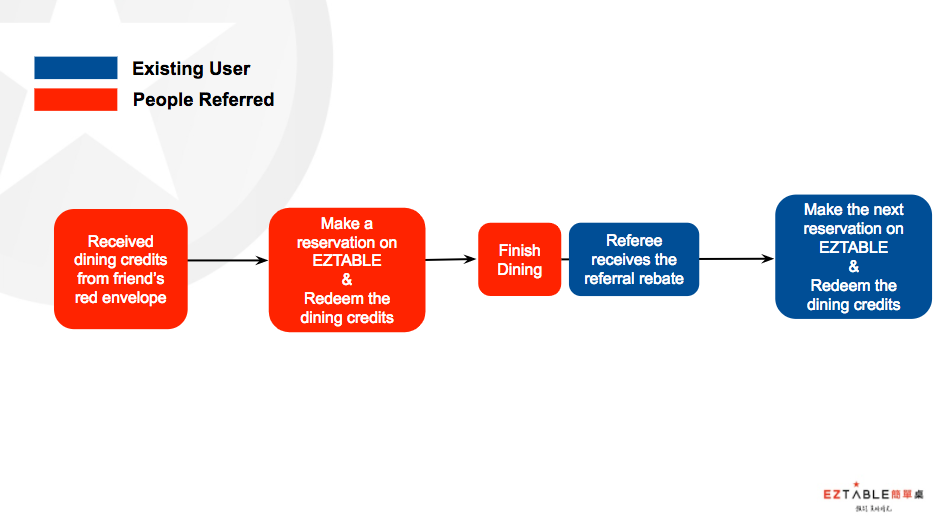 Existing User
People Referred
Received
dining credits
from friend's
red envelope
Make a
reservation on
EZTABLE
&
Redeem the
dining credits
Finish
Dining
Referee
receives the
referral rebate
Make the next
reservation on
EZTABLE
&
Redeem the
dining credits
EZTABLE簡單桌